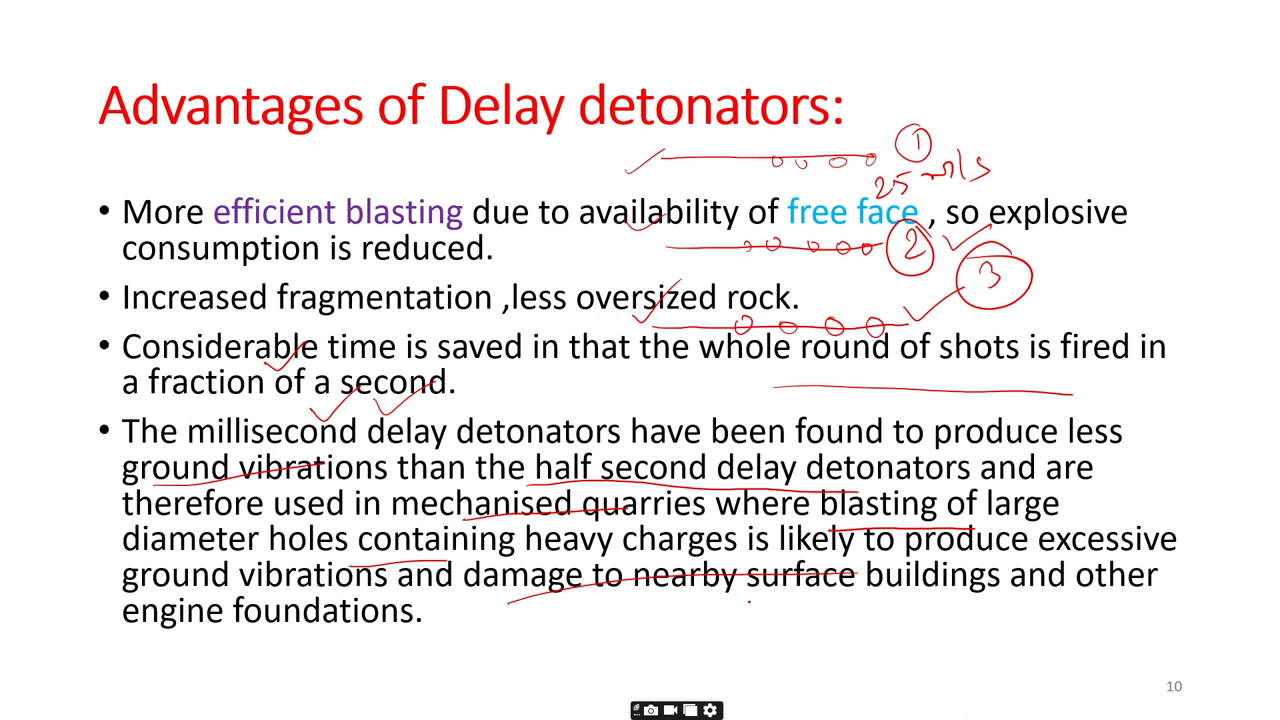 Advantages of Delay detonators:
1
25 m/s
• More efficient blasting due to availability of free face , so explosive
consumption is reduced.
2
3
• Increased fragmentation ,less oversized rock.
• Considerable time is saved in that the whole round of shots is fired in
a fraction of a second.
• The millisecond delay detonators have been found to produce less
ground vibrations than the half second delay detonators and are
therefore used in mechanised quarries where blasting of large
diameter holes containing heavy charges is likely to produce excessive
ground vibrations and damage to nearby surface buildings and other
engine foundations.
10